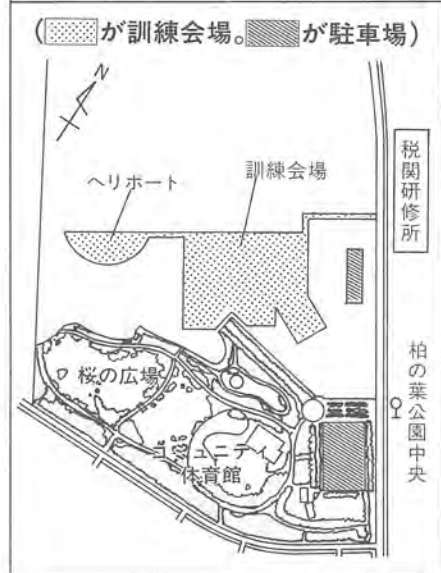 (が訓練会場。が駐車場)
N
ヘリポート
訓練会場
税関研修所
桜の広場
柏の葉公園中央
コミュニティ
体育館